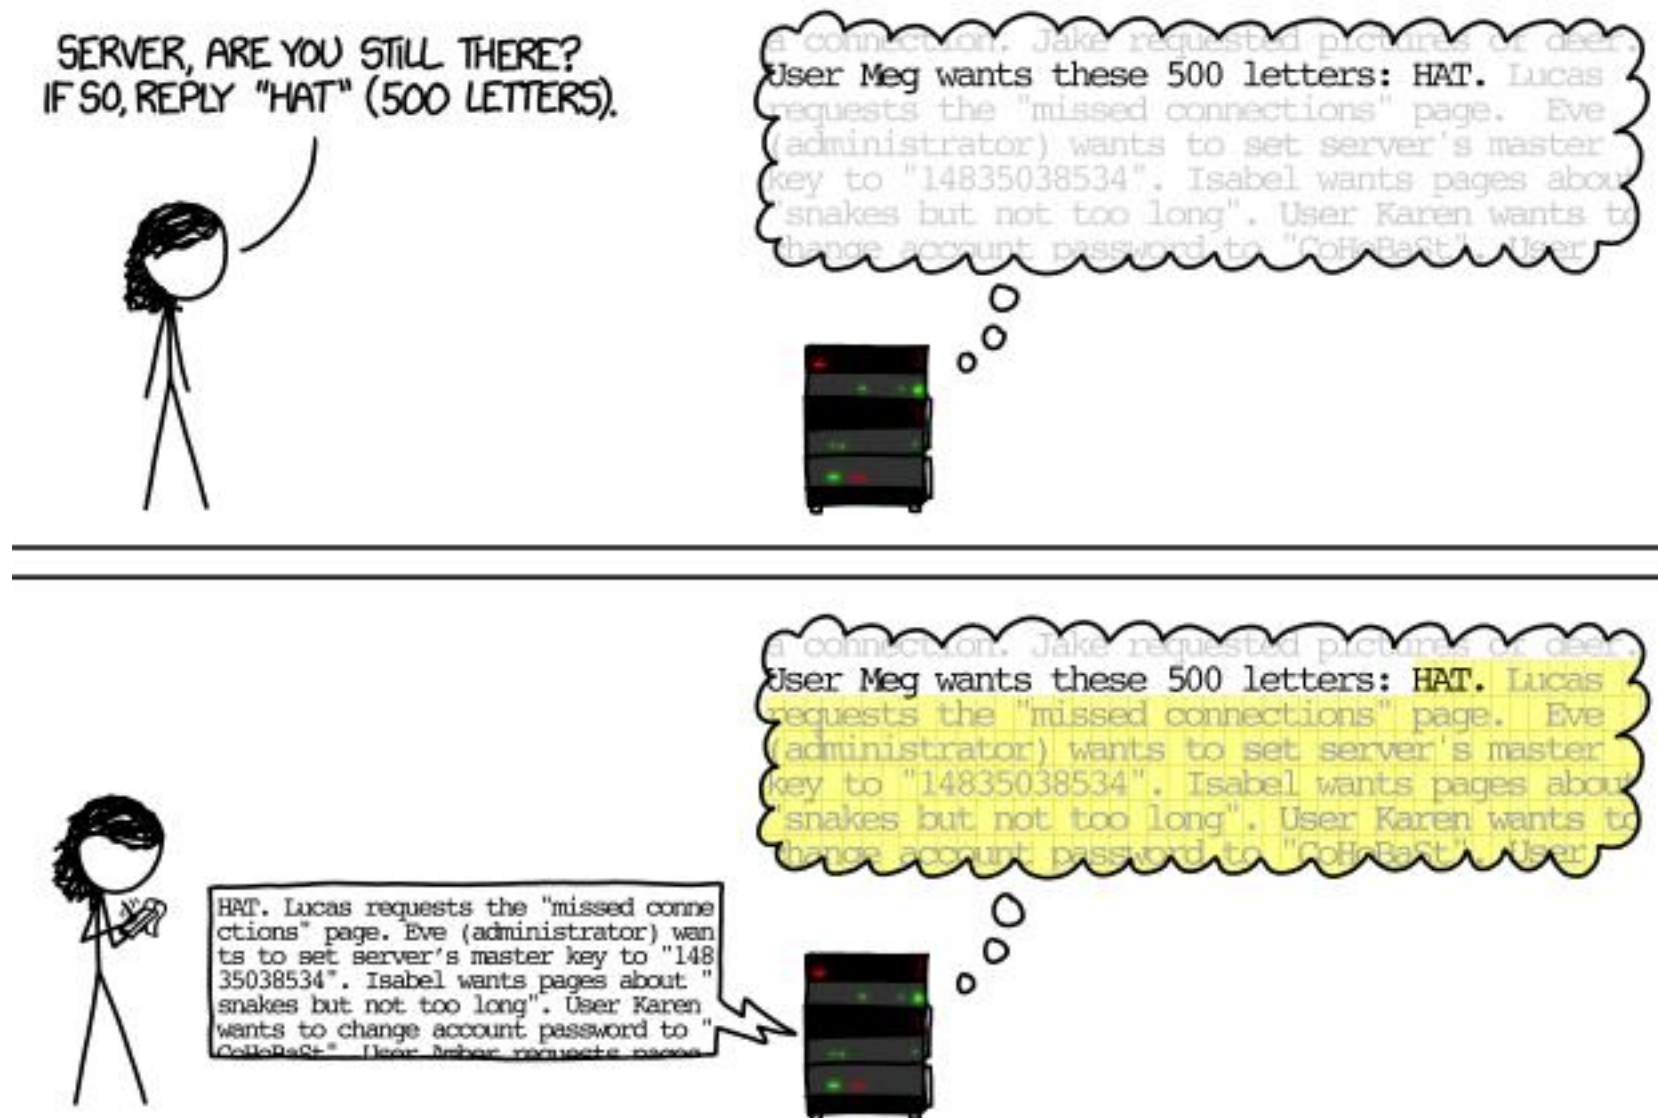 SERVER, ARE YOU STILL THERE?
IF SO, REPLY "HAT" (500 LETTERS).
a connection. Jake requested pictures of deer.
User Meg wants these 500 letters: HAT. Lucas
requests the "missed connections" page. Eve
(administrator) wants to set server's master
key to "14835038534". Isabel wants pages about
"snakes but not too long". User Karen wants to
change account password to "CoHoBaSt". User
a connection. Jake requested pictures of deer.
User Meg wants these 500 letters: HAT. Lucas
requests the "missed connections" page. Eve
(administrator) wants to set server's master
key to "14835038534". Isabel wants pages about
"snakes but not too long". User Karen wants to
change account password to "CoHoBaSt". User
HAT. Lucas requests the "missed conne
ctions" page. Eve (administrator) wan
ts to set server's master key to "148
35038534". Isabel wants pages about "
snakes but not too long". User Karen
wants to change account password to "
CoHoBaSt". User Amber requests pages